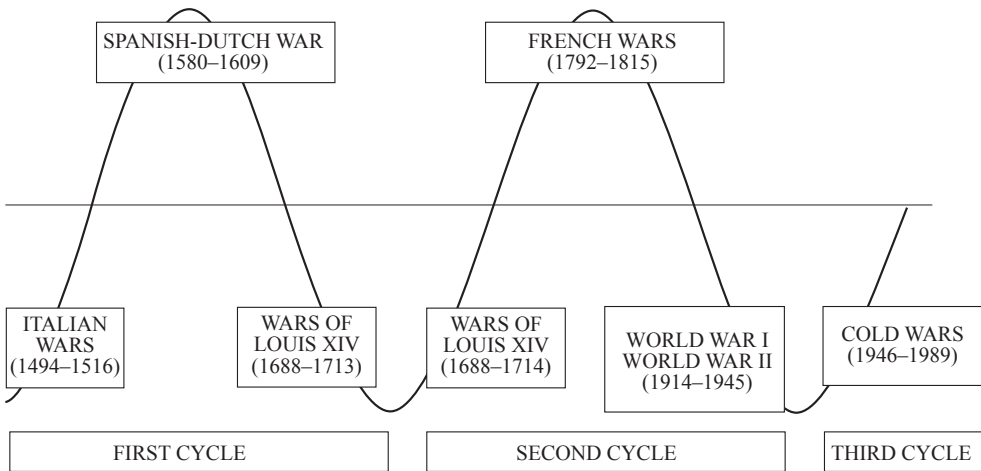 SPANISH-DUTCH WAR
(1580–1609)
FRENCH WARS
(1792–1815)
ITALIAN
WARS
(1494–1516)
WARS OF
LOUIS XIV
(1688–1713)
WARS OF
LOUIS XIV
(1688–1714)
WORLD WAR I
WORLD WAR II
(1914–1945)
COLD WARS
(1946–1989)
FIRST CYCLE
SECOND CYCLE
THIRD CYCLE